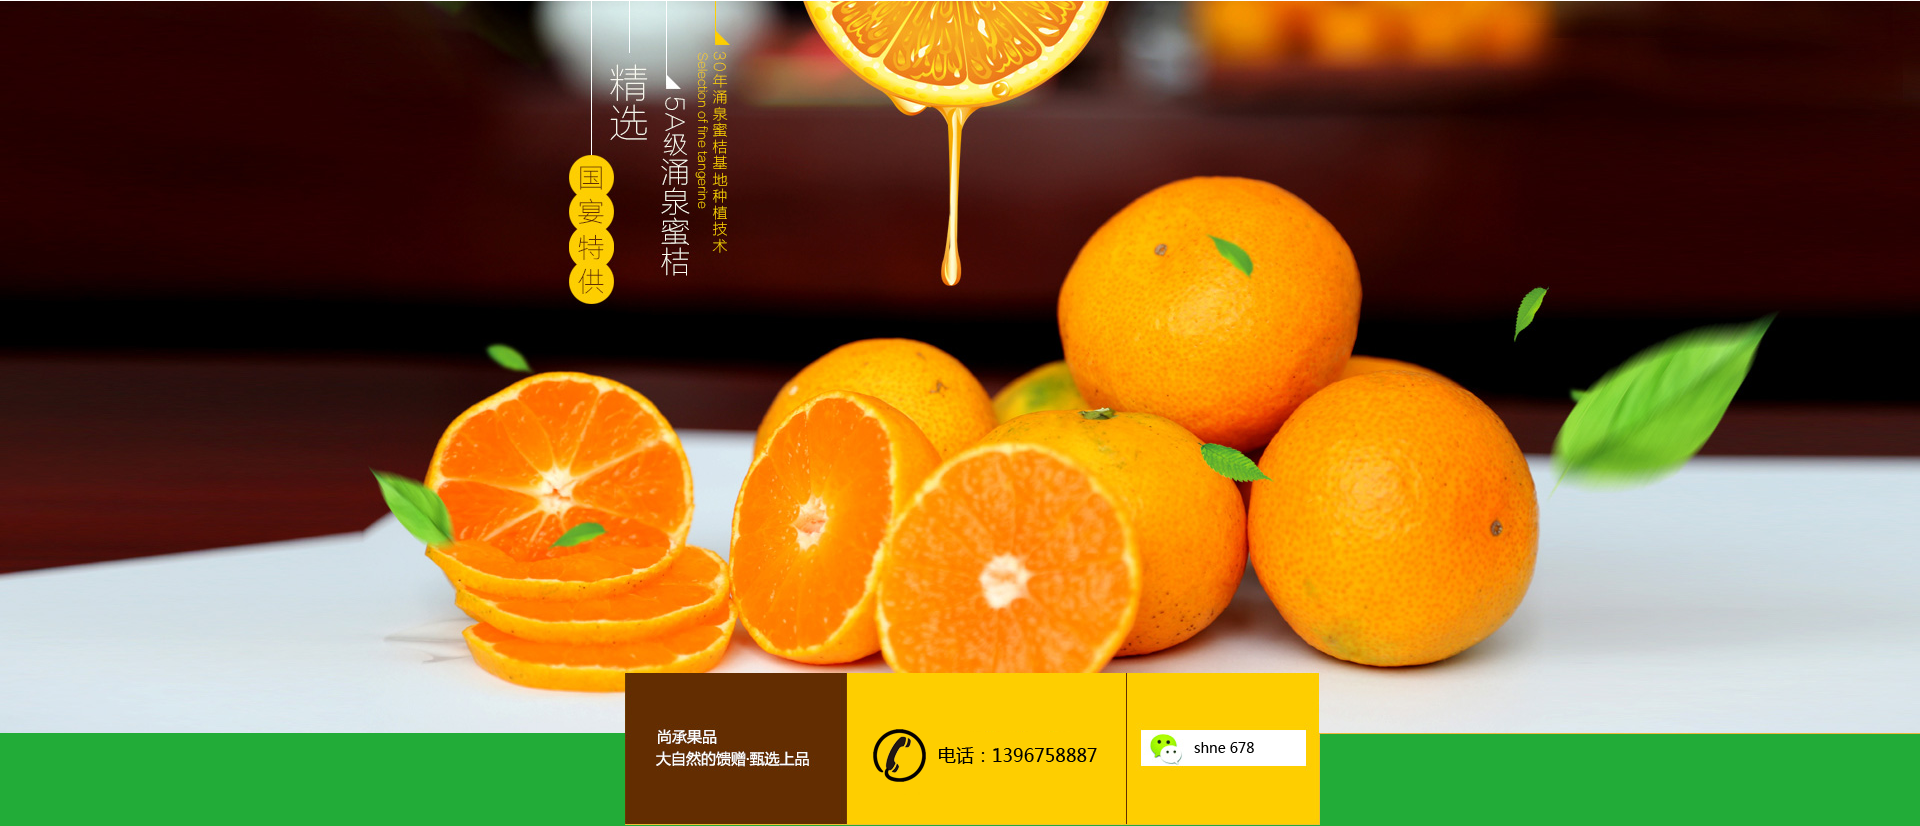 30年涌泉蜜桔基地种植技术
Selection of fine tangerine
5A级涌泉蜜桔
精选
国宴特供
尚承果品
大自然的馈赠·甄选上品
电话：1396758887
shne 678